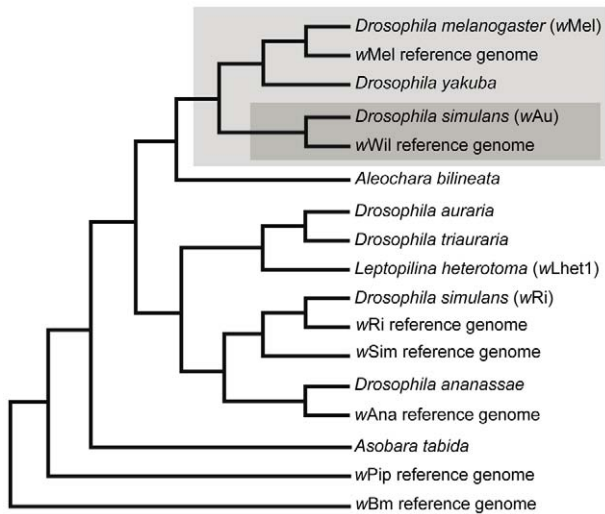 Drosophila melanogaster (wMel)
wMel reference genome
Drosophila yakuba
Drosophila simulans (wAu)
wWil reference genome
Aleochara bilineata
Drosophila auraria
Drosophila triauraria
Leptopilina heterotoma (wLhet1)
Drosophila simulans (wRi)
wRi reference genome
wSim reference genome
Drosophila ananassae
wAna reference genome
Asobara tabida
wPip reference genome
wBm reference genome